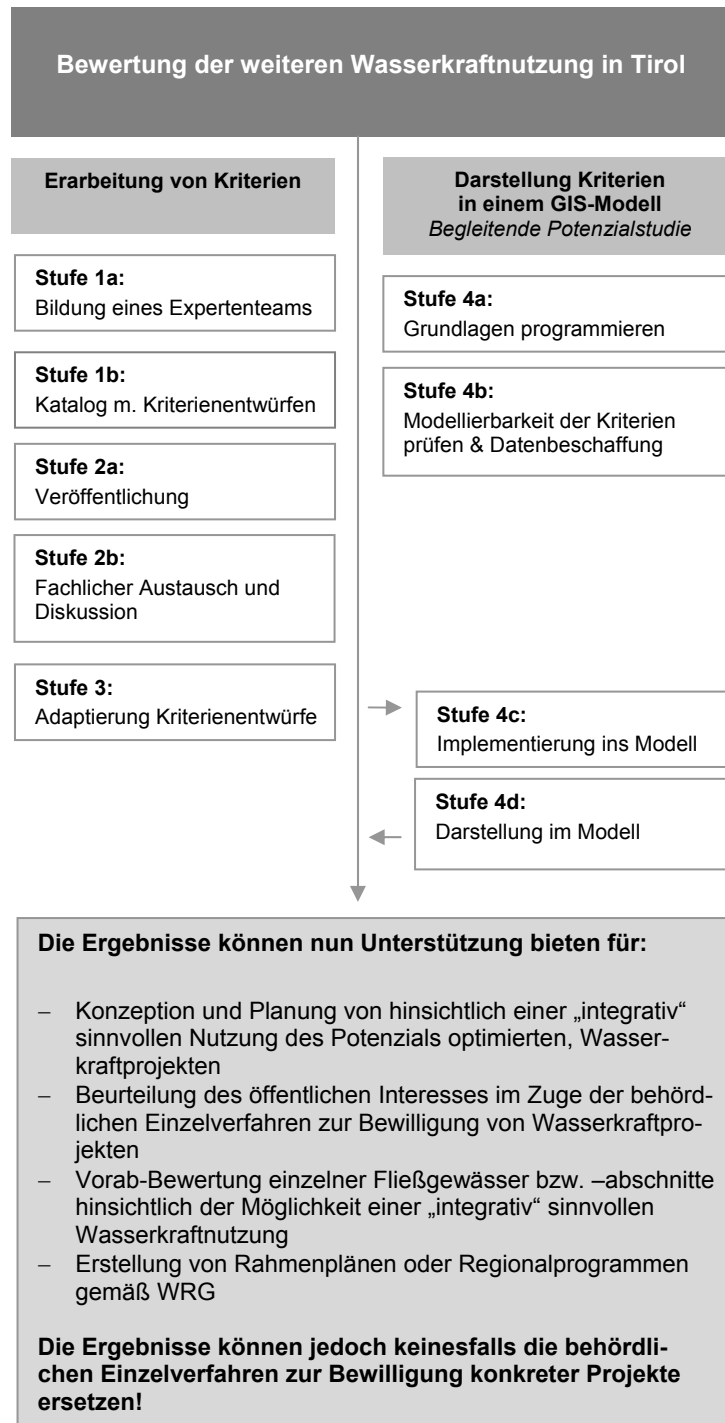 Bewertung der weiteren Wasserkraftnutzung in Tirol
Erarbeitung von Kriterien
Stufe 1a:
Bildung eines Expertenteams
Stufe 1b:
Katalog m. Kriterienentwürfen
Stufe 2a:
Veröffentlichung
Stufe 2b:
Fachlicher Austausch und
Diskussion
Stufe 3:
Adaptierung Kriterienentwürfe
Darstellung Kriterien
in einem GIS-Modell
Begleitende Potenzialstudie
Stufe 4a:
Grundlagen programmieren
Stufe 4b:
Modellierbarkeit der Kriterien
prüfen & Datenbeschaffung
Stufe 4c:
Implementierung ins Modell
Stufe 4d:
Darstellung im Modell
Die Ergebnisse können nun Unterstützung bieten für:
– Konzeption und Planung von hinsichtlich einer „integrativ“
sinnvollen Nutzung des Potenzials optimierten, Wasser-
kraftprojekten
– Beurteilung des öffentlichen Interesses im Zuge der behörd-
lichen Einzelverfahren zur Bewilligung von Wasserkraftpro-
jekten
– Vorab-Bewertung einzelner Fließgewässer bzw. –abschnitte
hinsichtlich der Möglichkeit einer „integrativ“ sinnvollen
Wasserkraftnutzung
– Erstellung von Rahmenplänen oder Regionalprogrammen
gemäß WRG
Die Ergebnisse können jedoch keinesfalls die behördli-
chen Einzelverfahren zur Bewilligung konkreter Projekte
ersetzen!